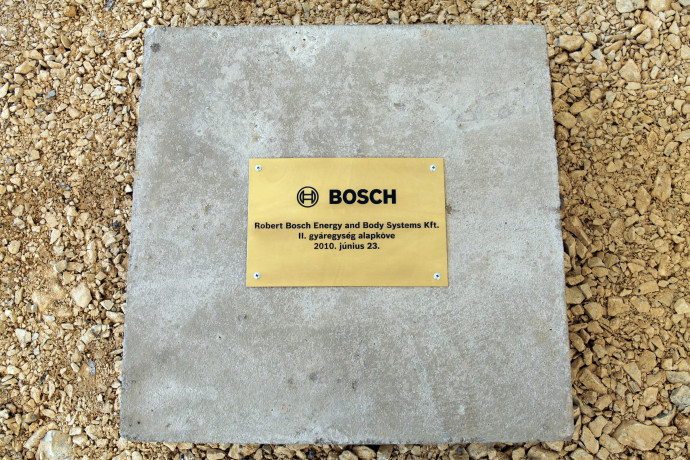 BOSCH
Robert Bosch Energy and Body Systems Kft.
II. gyáregység alapköve
2010. június 23.